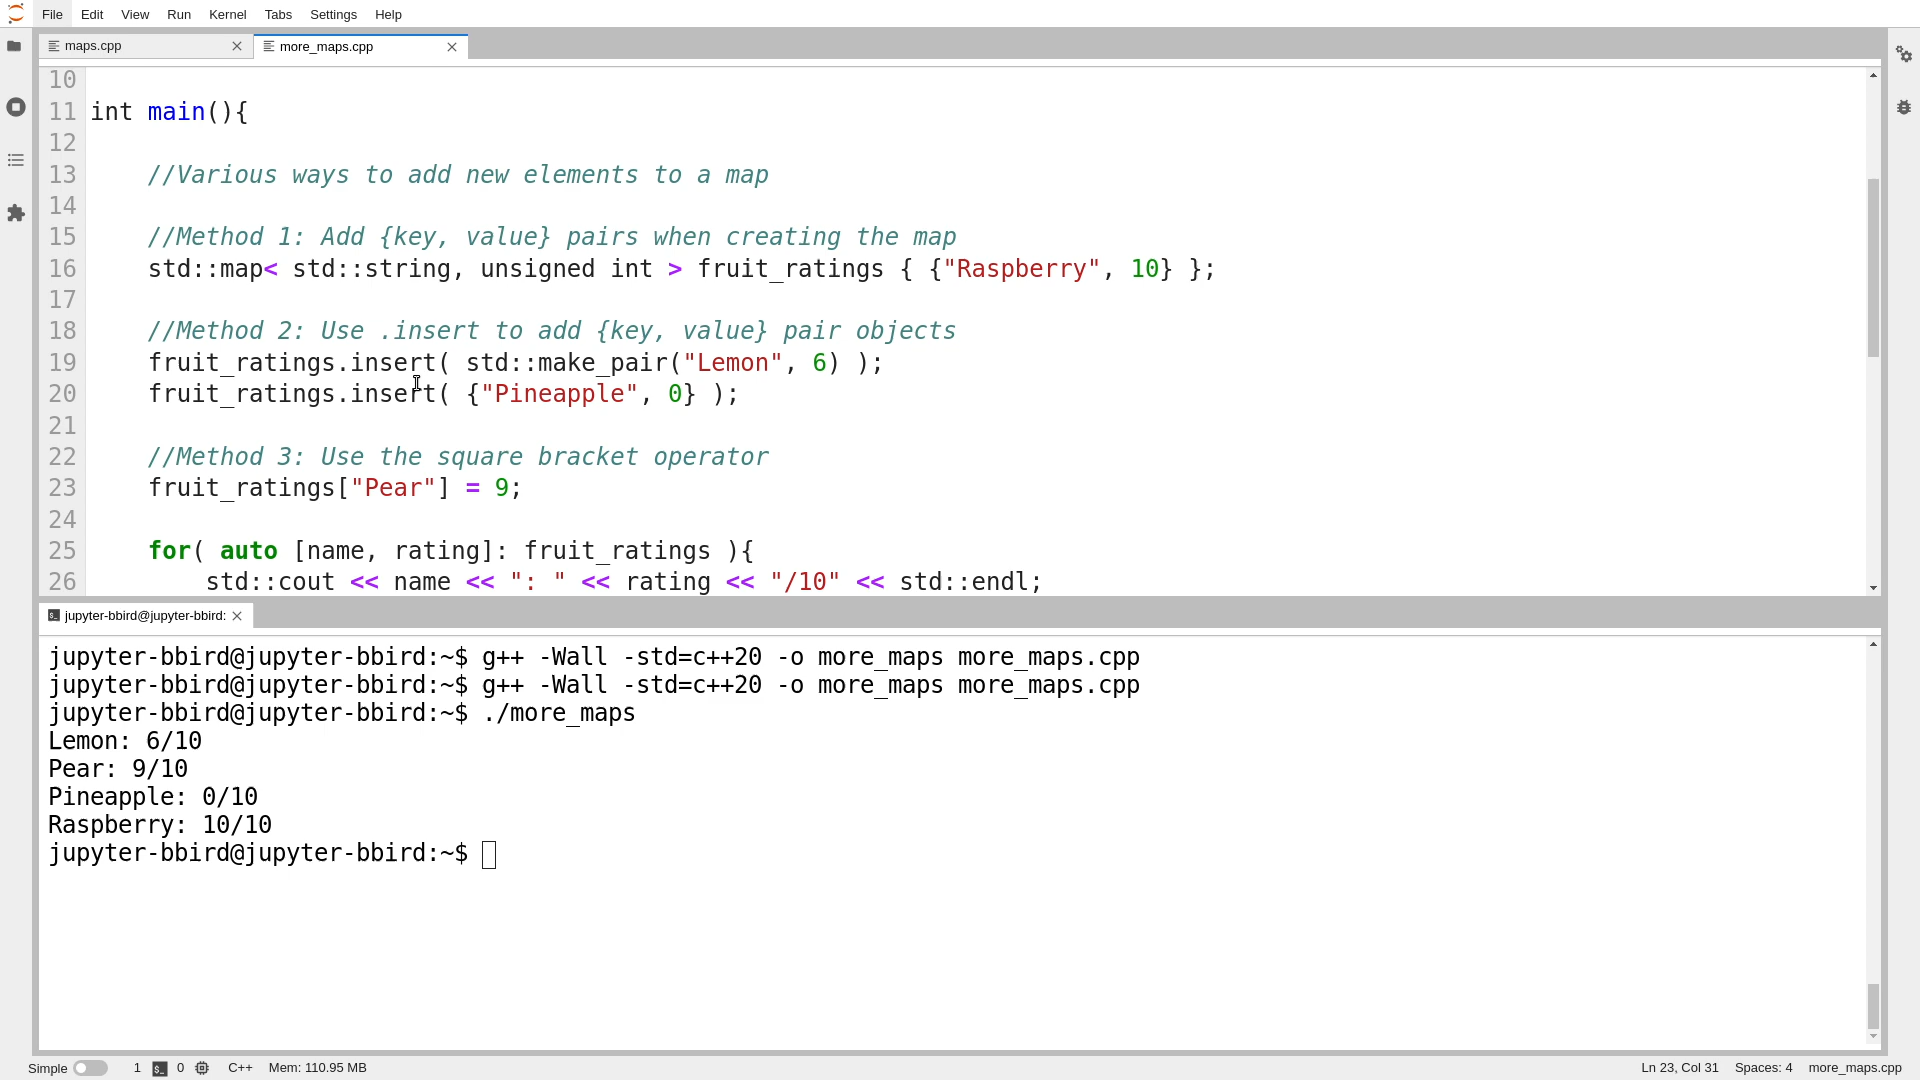 File Edit View Run Kernel Tabs Settings Help
maps.cpp more_maps.cpp
10
11 int main(){
12
13 //Various ways to add new elements to a map
14
15 //Method 1: Add {key, value} pairs when creating the map
16 std::map< std::string, unsigned int > fruit_ratings { {"Raspberry", 10} };
17
18 //Method 2: Use .insert to add {key, value} pair objects
19 fruit_ratings.insert( std::make_pair("Lemon", 6) );
20 fruit_ratings.insert( {"Pineapple", 0} );
21
22 //Method 3: Use the square bracket operator
23 fruit_ratings["Pear"] = 9;
24
25 for( auto [name, rating]: fruit_ratings ){
26 std::cout << name << ": " << rating << "/10" << std::endl;
jupyter-bbird@jupyter-bbird:
jupyter-bbird@jupyter-bbird:~$ g++ -Wall -std=c++20 -o more_maps more_maps.cpp
jupyter-bbird@jupyter-bbird:~$ g++ -Wall -std=c++20 -o more_maps more_maps.cpp
jupyter-bbird@jupyter-bbird:~$ ./more_maps
Lemon: 6/10
Pear: 9/10
Pineapple: 0/10
Raspberry: 10/10
jupyter-bbird@jupyter-bbird:~$
Simple 1 $_ 0 C++ Mem: 110.95 MB Ln 23, Col 31 Spaces: 4 more_maps.cpp